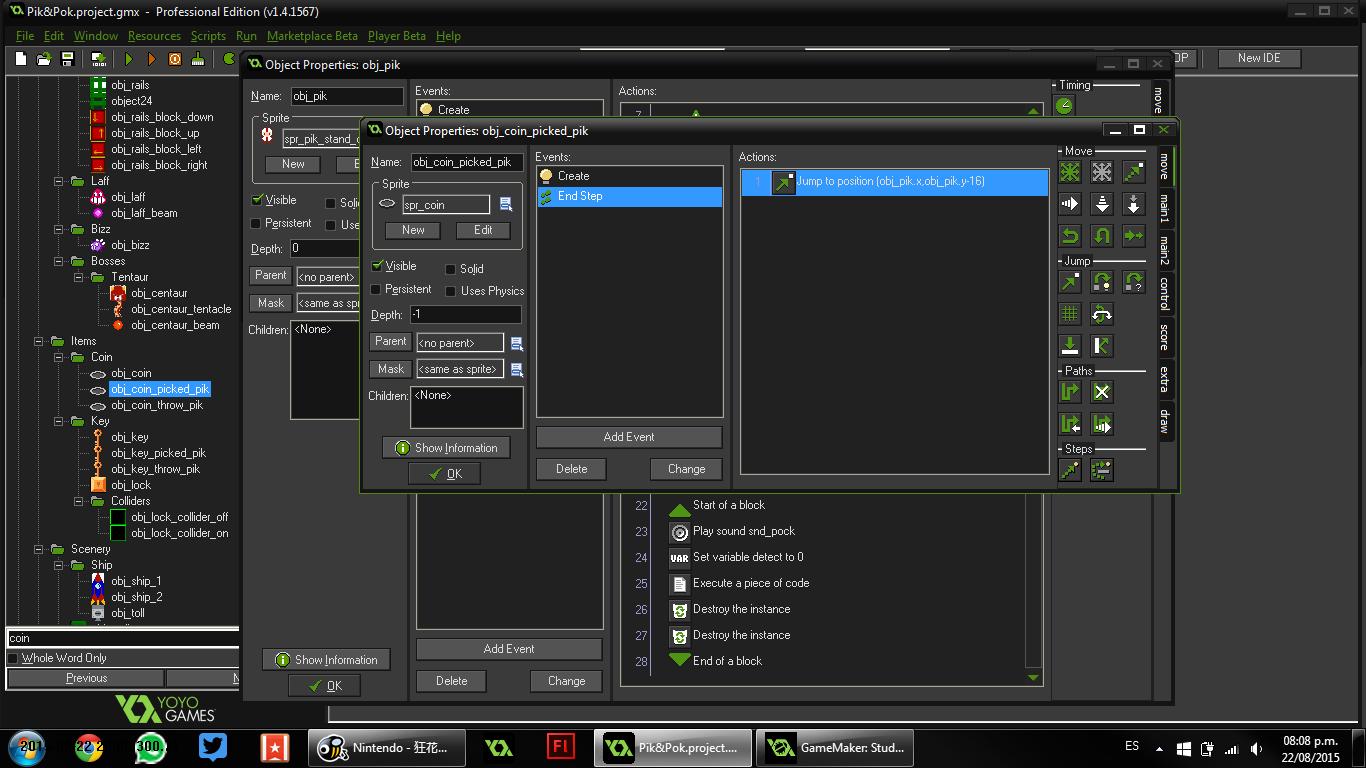 Pik&Pok.project.gmx - Professional Edition (v1.4.1567)
File Edit Window Resources Scripts Run Marketplace Beta Player Beta Help
New IDE
obj_rails
object24
obj_rails_block_down
obj_rails_block_up
obj_rails_block_left
obj_rails_block_right
Laff
obj_laff
obj_laff_beam
Bizz
obj_bizz
Bosses
Tentaur
obj_centaur
obj_centaur_tentacle
obj_centaur_beam
Items
Coin
obj_coin
obj_coin_picked_pik
obj_coin_throw_pik
Key
obj_key
obj_key_picked_pik
obj_key_throw_pik
obj_lock
Colliders
obj_lock_collider_off
obj_lock_collider_on
Scenery
Ship
obj_ship_1
obj_ship_2
obj_toll
coin
Whole Word Only
Previous
YOYO
GAMES
Object Properties: obj_pik
Name: obj_pik
Sprite
spr_pik_stand_
New
Visible
Persistent
Depth: 0
Parent <no parent>
Mask <same as spr
Children: <None>
Show Information
OK
Events:
Create
Add Event
Delete Change
Actions:
Timing
move
22 Start of a block
23 Play sound snd_pock
24 VAR Set variable detect to 0
25 Execute a piece of code
26 Destroy the instance
27 Destroy the instance
28 End of a block
Object Properties: obj_coin_picked_pik
Name: obj_coin_picked_pik
Sprite
spr_coin
New Edit
Visible Solid
Persistent Uses Physics
Depth: -1
Parent <no parent>
Mask <same as sprite>
Children: <None>
Show Information
OK
Events:
Create
End Step
Add Event
Delete Change
Actions:
1 Jump to position (obj_pik.x,obj_pik.y-16)
Move
Jump
Paths
Steps
move
main1
main2
control
score
extra
draw
Nintendo - 狂花...
Fl
Pik&Pok.project....
GameMaker: Stud...
ES
08:08 p.m.
22/08/2015